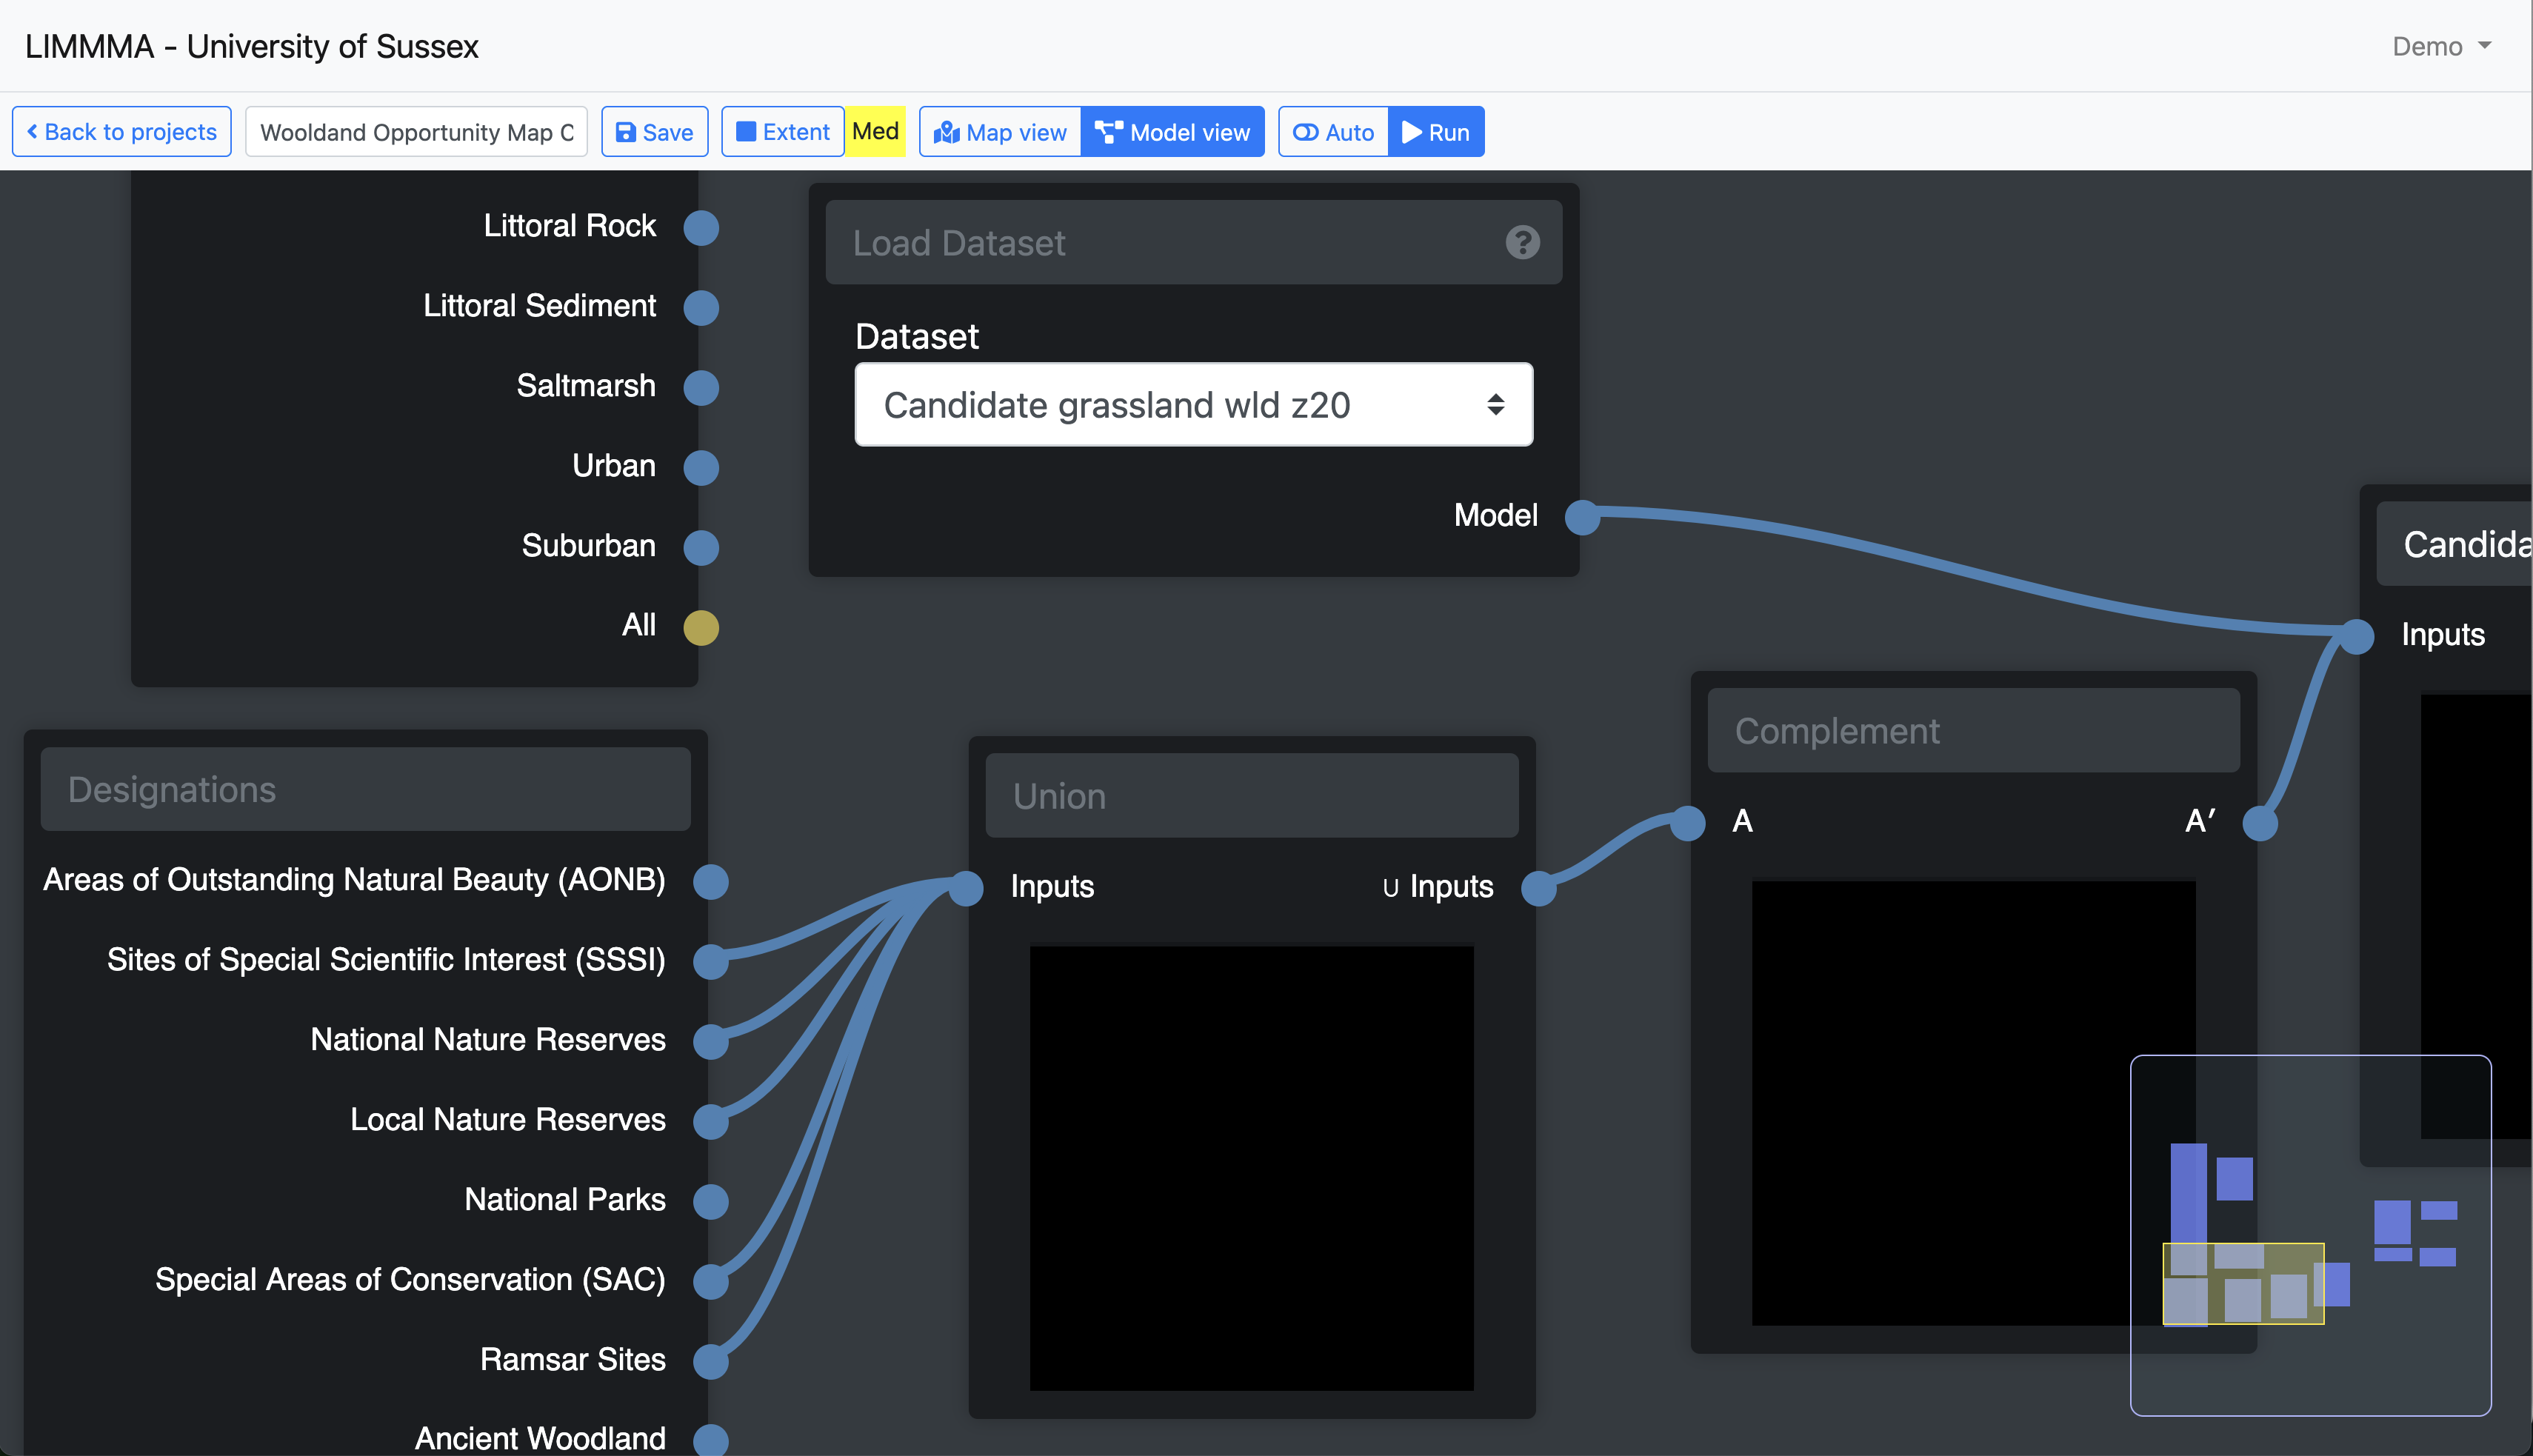 LIMMMA - University of Sussex
Demo
Back to projects
Wooldand Opportunity Map C
Save
Extent
Med
Map view
Model view
Auto
Run
Littoral Rock
Littoral Sediment
Saltmarsh
Urban
Suburban
All
Load Dataset
?
Dataset
Candidate grassland wld z20
Model
Candida
Inputs
Designations
Areas of Outstanding Natural Beauty (AONB)
Sites of Special Scientific Interest (SSSI)
National Nature Reserves
Local Nature Reserves
National Parks
Special Areas of Conservation (SAC)
Ramsar Sites
Ancient Woodland
Union
Inputs
∪ Inputs
Complement
A
A′